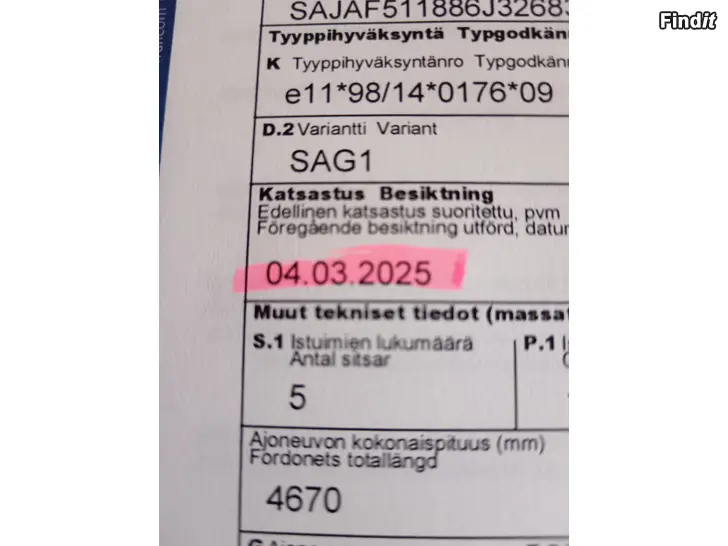 Findit
SAJAF511886J3268
Tyyppihyväksyntä Typgodkän
K Tyyppihyväksyntänro Typgodkän
e11*98/14*0176*09
D.2 Variantti Variant
SAG1
Katsastus Besiktning
Edellinen katsastus suoritettu, pvm
Föregående besiktning utförd, datum
04.03.2025
Muut tekniset tiedot (massat
S.1 Istuimien lukumäärä P.1
Antal sitsar
5
Ajoneuvon kokonaispituus (mm)
Fordonets totallängd
4670